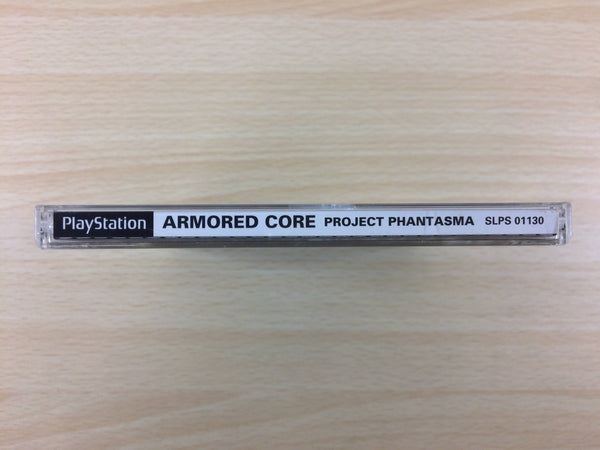 PlayStation ARMORED CORE PROJECT PHANTASMA SLPS 01130